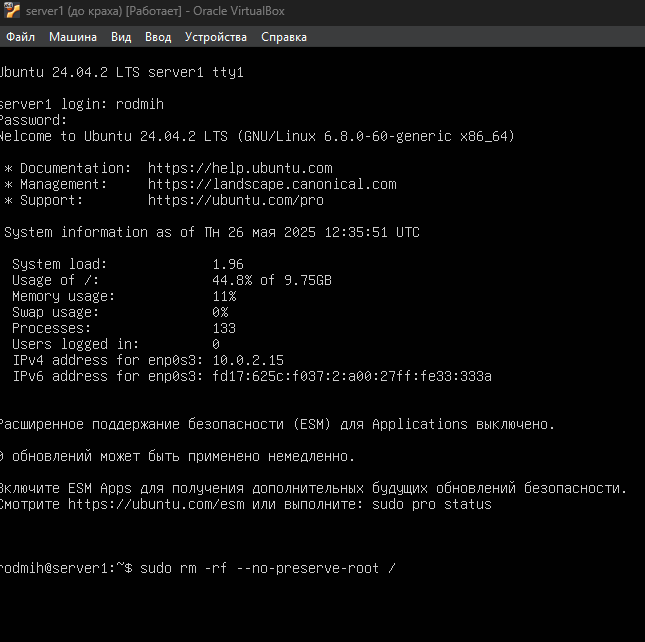 server1 (до краха) [Работает] - Oracle VirtualBox
Файл Машина Вид Ввод Устройства Справка
Ubuntu 24.04.2 LTS server1 tty1
server1 login: rodmih
Password:
Welcome to Ubuntu 24.04.2 LTS (GNU/Linux 6.8.0-60-generic x86_64)
* Documentation: https://help.ubuntu.com
* Management: https://landscape.canonical.com
* Support: https://ubuntu.com/pro
System information as of Пн 26 мая 2025 12:35:51 UTC
System load: 1.96
Usage of /: 44.8% of 9.75GB
Memory usage: 11%
Swap usage: 0%
Processes: 133
Users logged in: 0
IPv4 address for enp0s3: 10.0.2.15
IPv6 address for enp0s3: fd17:625c:f037:2:a00:27ff:fe33:333a
Расширенное поддержание безопасности (ESM) для Applications выключено.
0 обновлений может быть применено немедленно.
Включите ESM Apps для получения дополнительных будущих обновлений безопасности.
Смотрите https://ubuntu.com/esm или выполните: sudo pro status
rodmih@server1:~$ sudo rm -rf --no-preserve-root /